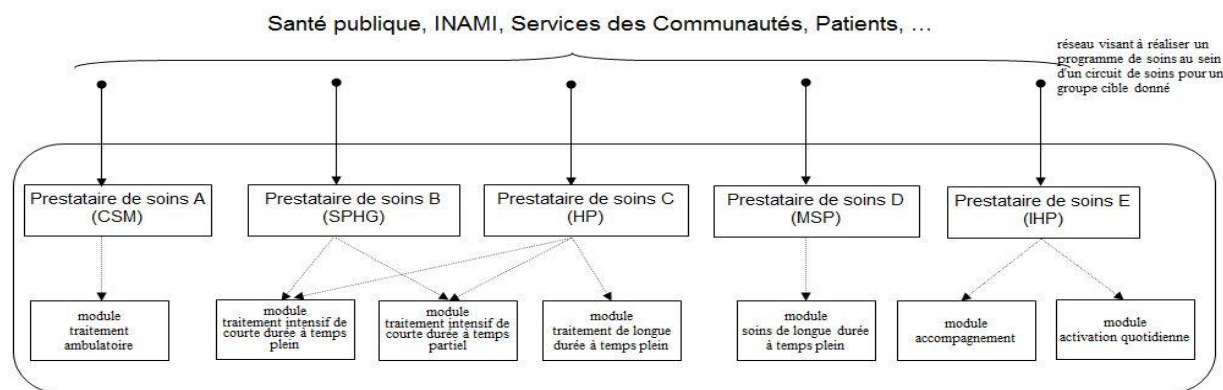 Santé publique, INAMI, Services des Communautés, Patients, …
réseau visant à réaliser un
programme de soins au sein
d'un circuit de soins pour un
groupe cible donné
Prestataire de soins A
(CSM)
Prestataire de soins B
(SPHG)
Prestataire de soins C
(HP)
Prestataire de soins D
(MSP)
Prestataire de soins E
(IHP)
module
traitement
ambulatoire
module
traitement intensif de
courte durée à temps
plein
module
traitement intensif de
courte durée à temps
partiel
module
traitement de longue
durée à temps plein
module
soins de longue durée
à temps plein
module
accompagnement
module
activation quotidienne